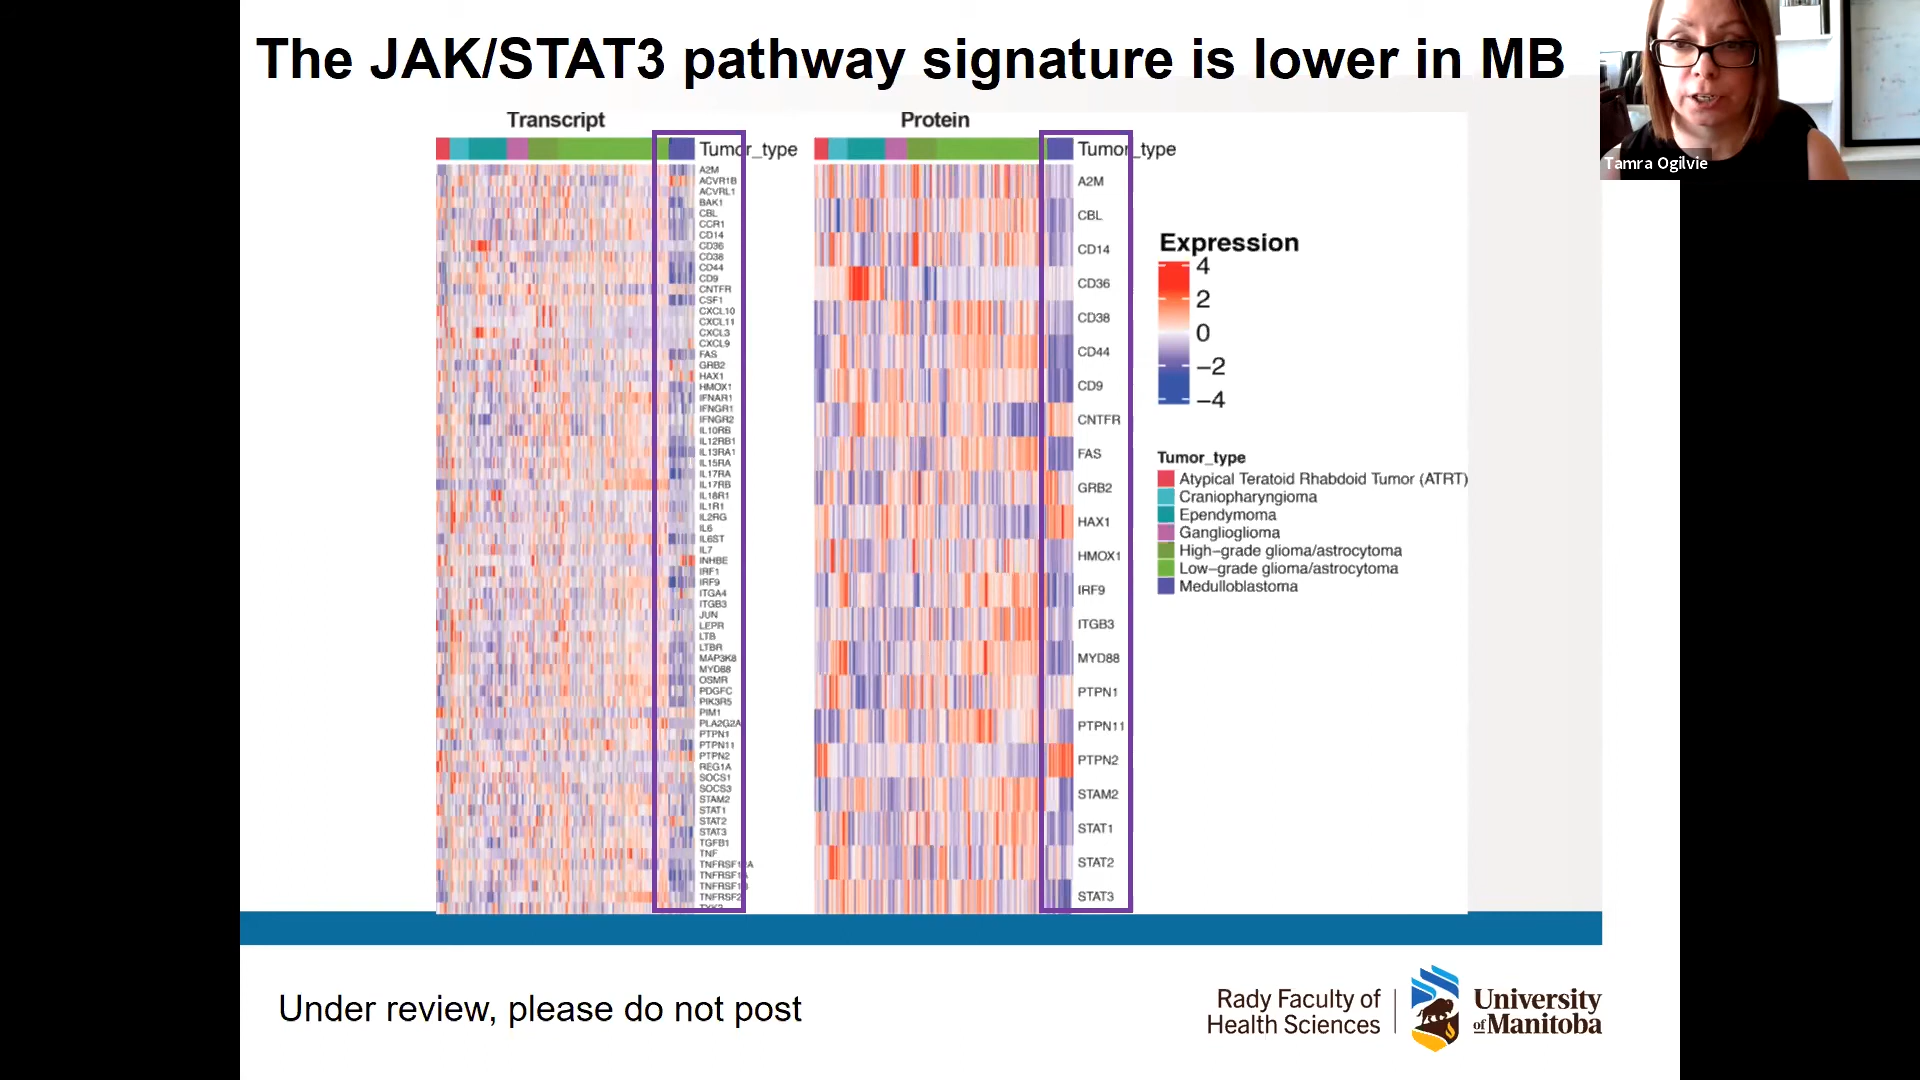 The JAK/STAT3 pathway signature is lower in MB
Tamra Ogilvie
Transcript
Tumor_type
A2M
ACVR1B
ACVRL1
BAK1
CBL
CCR1
CD14
CD36
CD38
CD44
CD9
CNTFR
CSF1
CXCL10
CXCL11
CXCL3
CXCL9
FAS
GRB2
HAX1
HMOX1
IFNAR1
IFNGR1
IFNGR2
IL10RB
IL12RB1
IL13RA1
IL15RA
IL17RA
IL17RB
IL18R1
IL1R1
IL2RG
IL6
IL6ST
IL7
INHBE
IRF1
IRF9
ITGA4
ITGB3
JUN
LEPR
LTB
LTBR
MAP3K8
MYD88
OSMR
PDGFC
PIK3R5
PIM1
PLA2G2A
PTPN1
PTPN11
PTPN2
REG1A
SOCS1
SOCS3
STAM2
STAT1
STAT2
STAT3
TGFB1
TNF
Protein
Tumor_type
A2M
CBL
CD14
CD36
CD38
CD44
CD9
CNTFR
FAS
GRB2
HAX1
HMOX1
IRF9
ITGB3
MYD88
PTPN1
PTPN11
PTPN2
STAM2
STAT1
STAT2
STAT3
Expression
4
2
0
−2
−4
Tumor_type
Atypical Teratoid Rhabdoid Tumor (ATRT)
Craniopharyngioma
Ependymoma
Ganglioglioma
High−grade glioma/astrocytoma
Low−grade glioma/astrocytoma
Medulloblastoma
Under review, please do not post
Rady Faculty of
Health Sciences
University
of Manitoba